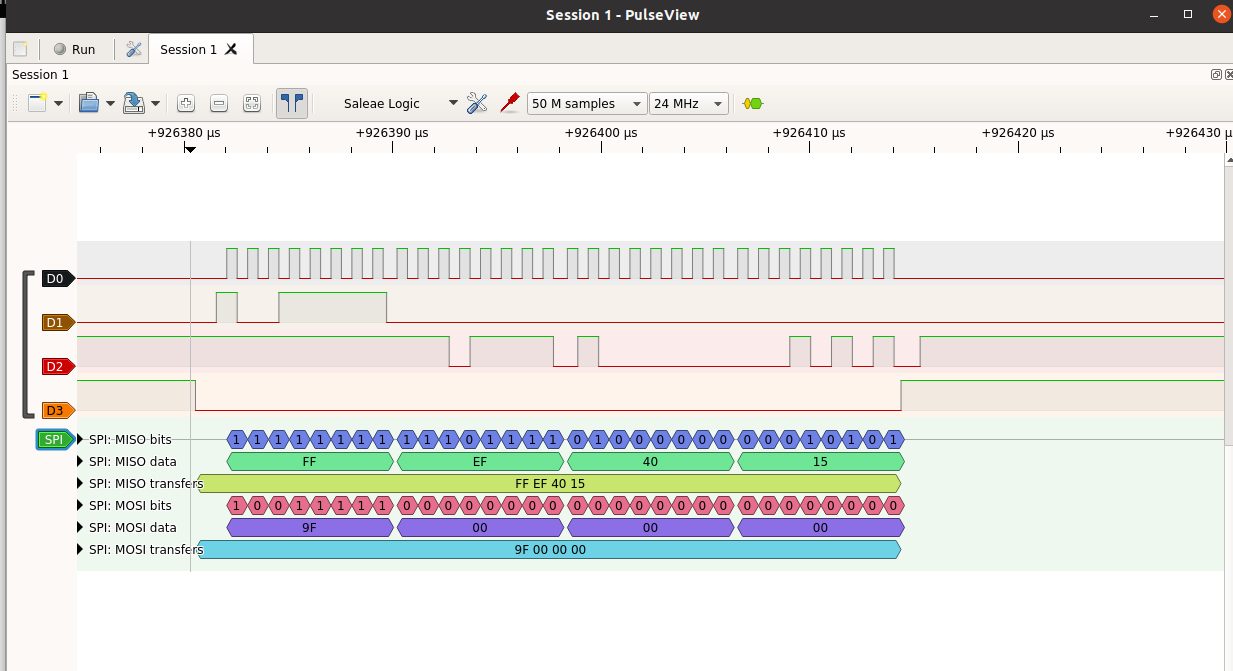 Session 1 - PulseView
Run Session 1
Session 1
Saleae Logic 50 M samples 24 MHz
+926380 µs +926390 µs +926400 µs +926410 µs +926420 µs +926430 µ
D0
D1
D2
D3
SPI SPI: MISO bits 1 1 1 1 1 1 1 1 1 1 1 0 1 1 1 1 0 1 0 0 0 0 0 0 0 0 0 1 0 1 0 1
SPI: MISO data FF EF 40 15
SPI: MISO transfers FF EF 40 15
SPI: MOSI bits 1 0 0 1 1 1 1 1 0 0 0 0 0 0 0 0 0 0 0 0 0 0 0 0 0 0 0 0 0 0 0 0
SPI: MOSI data 9F 00 00 00
SPI: MOSI transfers 9F 00 00 00